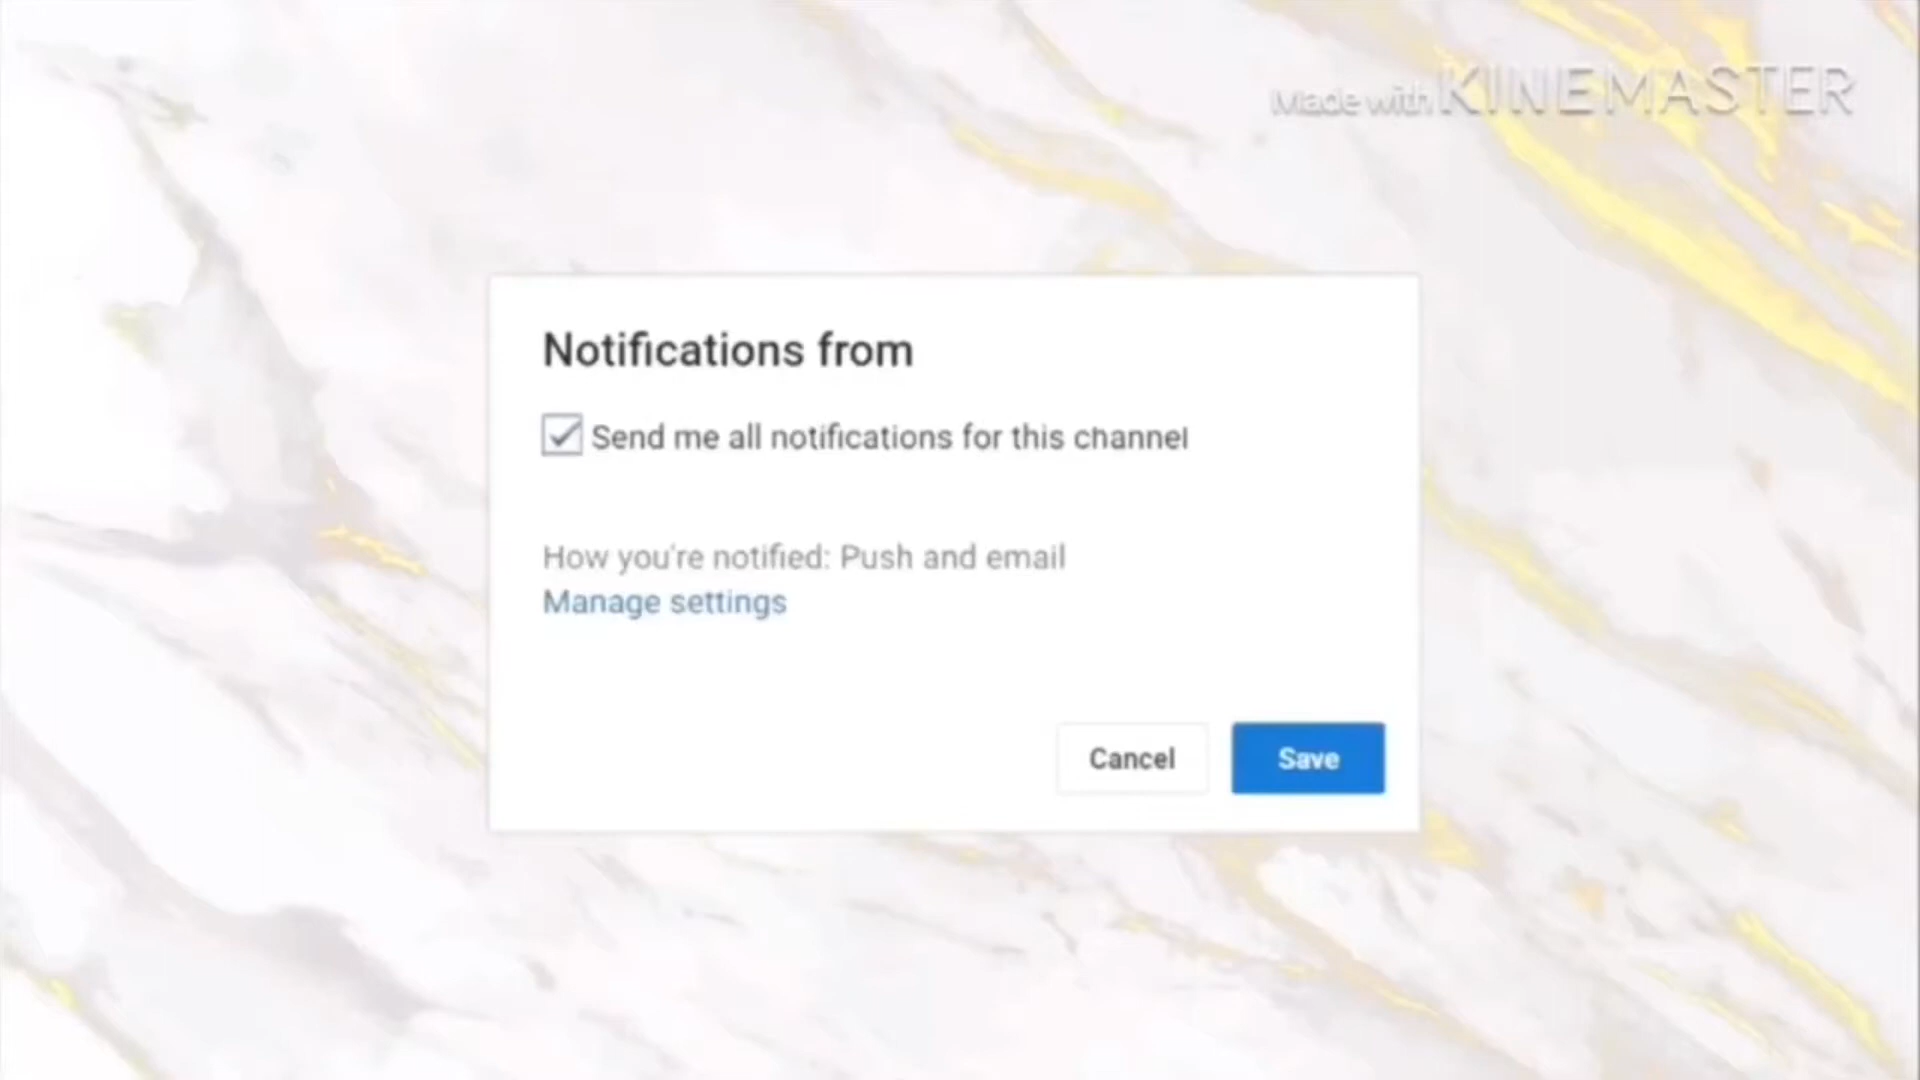 Made with KINEMASTER
Notifications from
Send me all notifications for this channel
How you're notified: Push and email
Manage settings
Cancel
Save